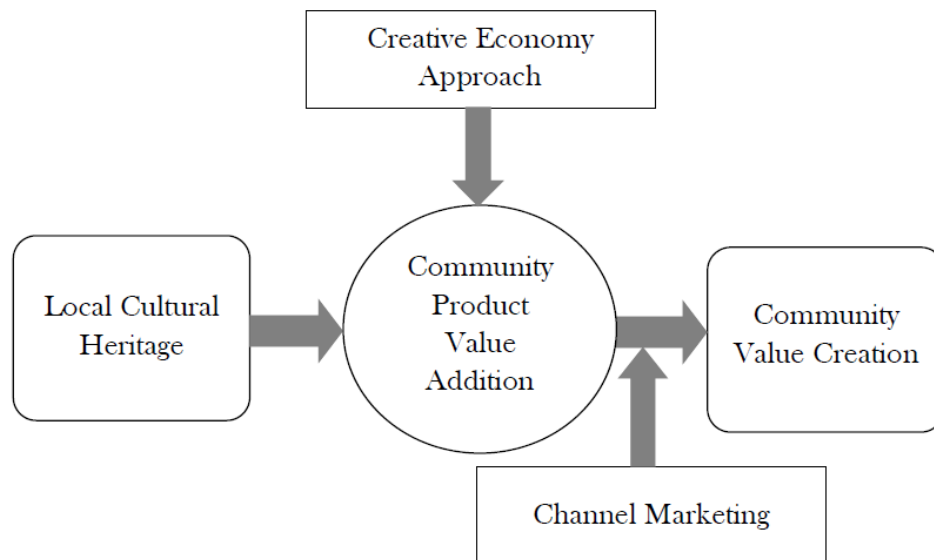 Creative Economy
Approach
Local Cultural
Heritage
Community
Product
Value
Addition
Community
Value Creation
Channel Marketing